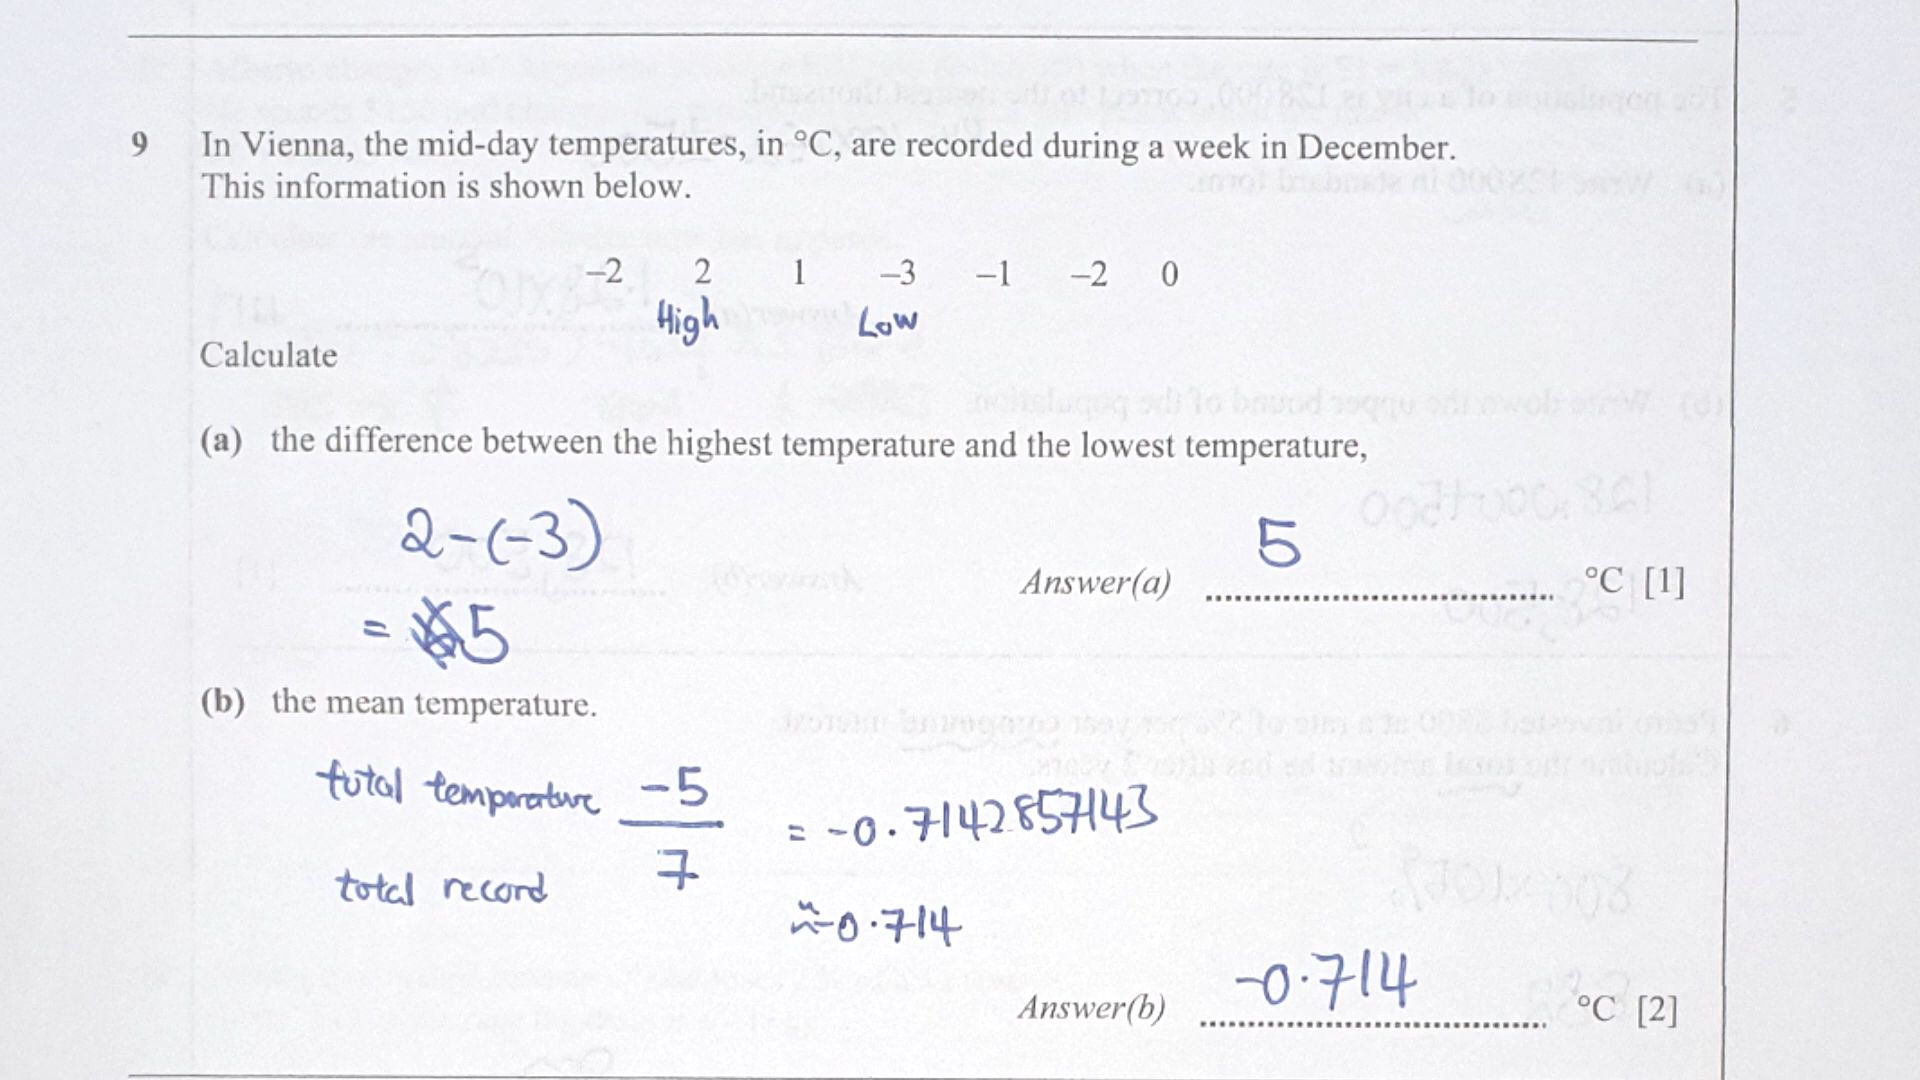 9 In Vienna, the mid-day temperatures, in °C, are recorded during a week in December.
This information is shown below.
–2 2 1 –3 –1 –2 0
High Low
Calculate
(a) the difference between the highest temperature and the lowest temperature,
2-(-3)
= 5
5
Answer(a) .......................................... °C [1]
(b) the mean temperature.
total temperature -5
= -0.7142857143
total record 7
≈-0.714
-0.714
Answer(b) .......................................... °C [2]